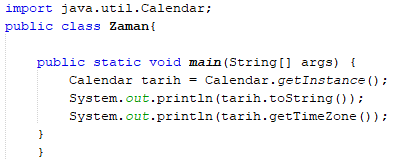 import java.util.Calendar;
public class Zaman{
public static void main(String[] args) {
Calendar tarih = Calendar.getInstance();
System.out.println(tarih.toString());
System.out.println(tarih.getTimeZone());
}
}